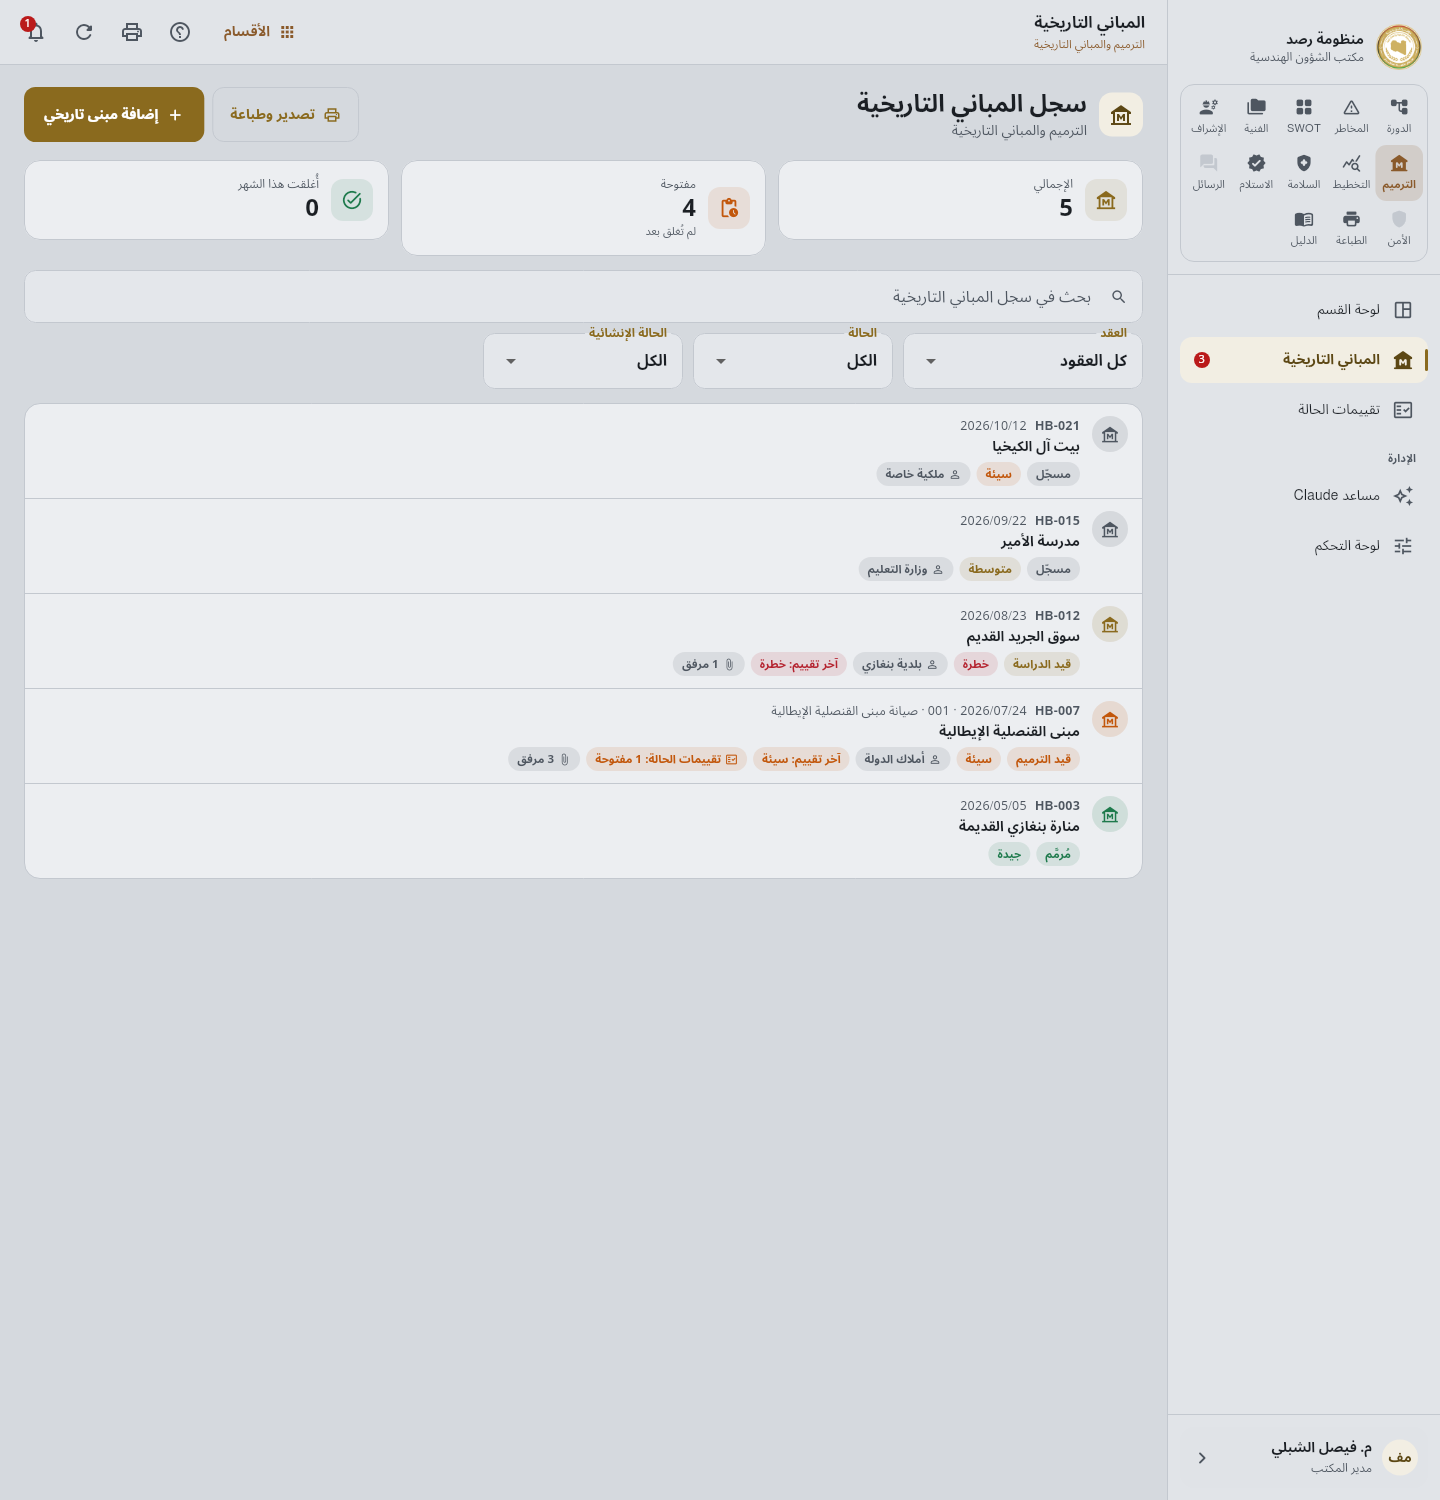 منظومة رصد
مكتب الشؤون الهندسية
الدورة
المخاطر
SWOT
الفنية
الإشراف
الترميم
التخطيط
السلامة
الاستلام
الرسائل
الأمن
الطباعة
الدليل
لوحة القسم
المباني التاريخية 3
تقييمات الحالة
الإدارة
مساعد Claude
لوحة التحكم
م. فيصل الشبلي
مدير المكتب
مف
المباني التاريخية
الترميم والمباني التاريخية
الأقسام
1
سجل المباني التاريخية
الترميم والمباني التاريخية
تصدير وطباعة
إضافة مبنى تاريخي
الإجمالي
5
مفتوحة
4
لم تُغلق بعد
أُغلقت هذا الشهر
0
بحث في سجل المباني التاريخية
العقد
كل العقود
الحالة
الكل
الحالة الإنشائية
الكل
HB-021 2026/10/12
بيت آل الكيخيا
مسجّل سيئة ملكية خاصة
HB-015 2026/09/22
مدرسة الأمير
مسجّل متوسطة وزارة التعليم
HB-012 2026/08/23
سوق الجريد القديم
قيد الدراسة خطرة بلدية بنغازي آخر تقييم: خطرة 1 مرفق
HB-007 2026/07/24 · 001 · صيانة مبنى القنصلية الإيطالية
مبنى القنصلية الإيطالية
قيد الترميم سيئة أملاك الدولة آخر تقييم: سيئة تقييمات الحالة: 1 مفتوحة 3 مرفق
HB-003 2026/05/05
منارة بنغازي القديمة
مُرمَّم جيدة